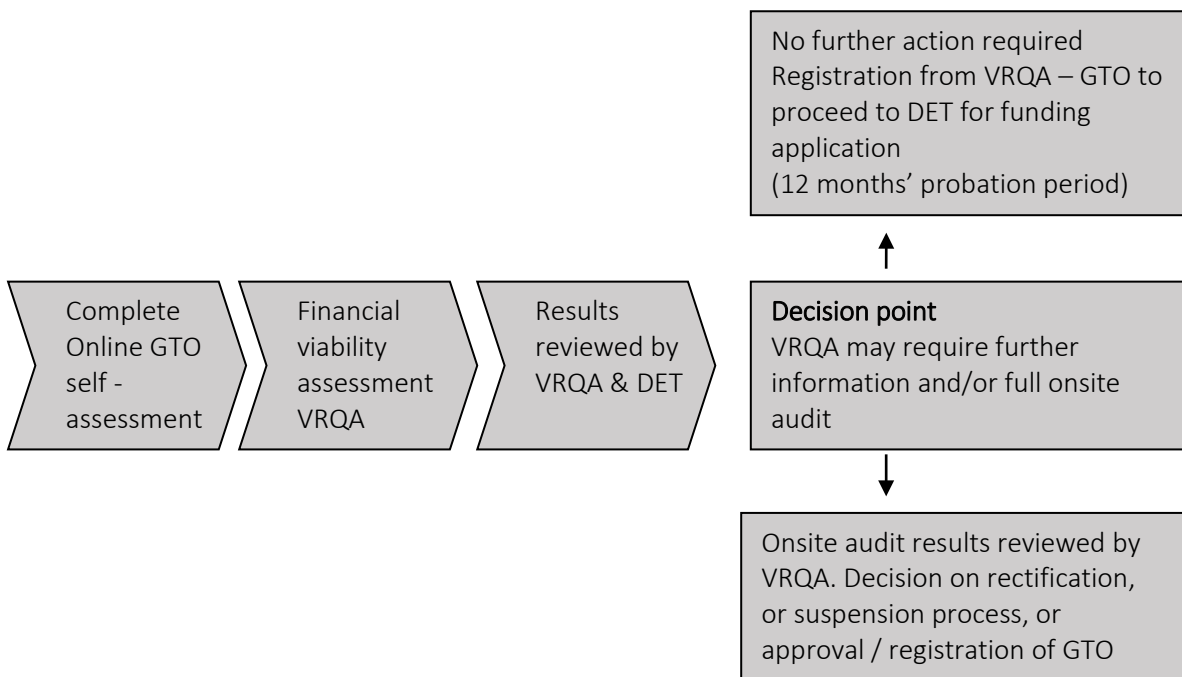 No further action required
Registration from VRQA – GTO to
proceed to DET for funding
application
(12 months’ probation period)
Complete
Online GTO
self -
assessment
Financial
viability
assessment
VRQA
Results
reviewed by
VRQA & DET
Decision point
VRQA may require further
information and/or full onsite
audit
Onsite audit results reviewed by
VRQA. Decision on rectification,
or suspension process, or
approval / registration of GTO